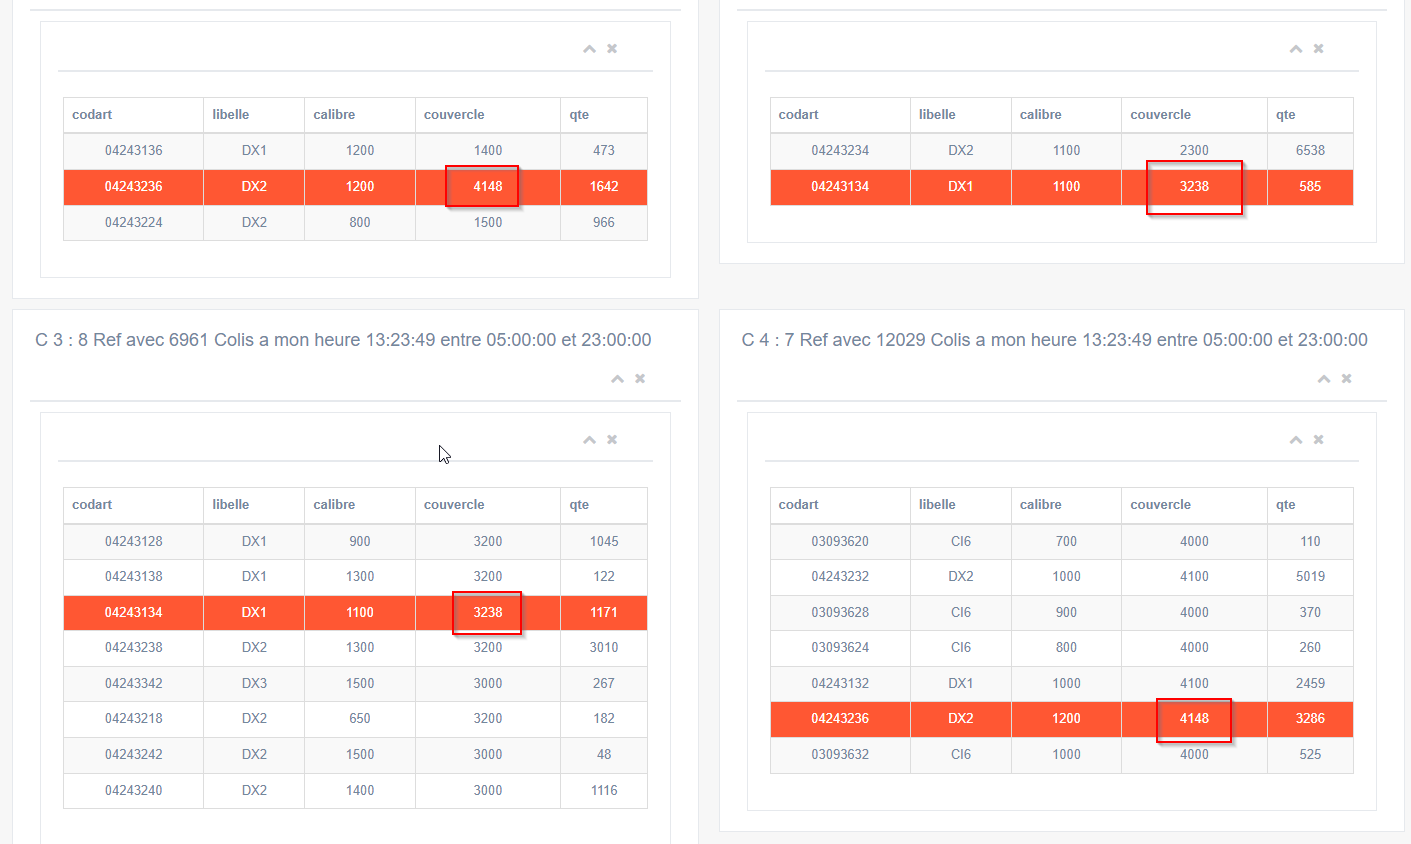 codart libelle calibre couvercle qte
04243136 DX1 1200 1400 473
04243236 DX2 1200 4148 1642
04243224 DX2 800 1500 966
codart libelle calibre couvercle qte
04243234 DX2 1100 2300 6538
04243134 DX1 1100 3238 585
C 3 : 8 Ref avec 6961 Colis a mon heure 13:23:49 entre 05:00:00 et 23:00:00
codart libelle calibre couvercle qte
04243128 DX1 900 3200 1045
04243138 DX1 1300 3200 122
04243134 DX1 1100 3238 1171
04243238 DX2 1300 3200 3010
04243342 DX3 1500 3000 267
04243218 DX2 650 3200 182
04243242 DX2 1500 3000 48
04243240 DX2 1400 3000 1116
C 4 : 7 Ref avec 12029 Colis a mon heure 13:23:49 entre 05:00:00 et 23:00:00
codart libelle calibre couvercle qte
03093620 CI6 700 4000 110
04243232 DX2 1000 4100 5019
03093628 CI6 900 4000 370
03093624 CI6 800 4000 260
04243132 DX1 1000 4100 2459
04243236 DX2 1200 4148 3286
03093632 CI6 1000 4000 525